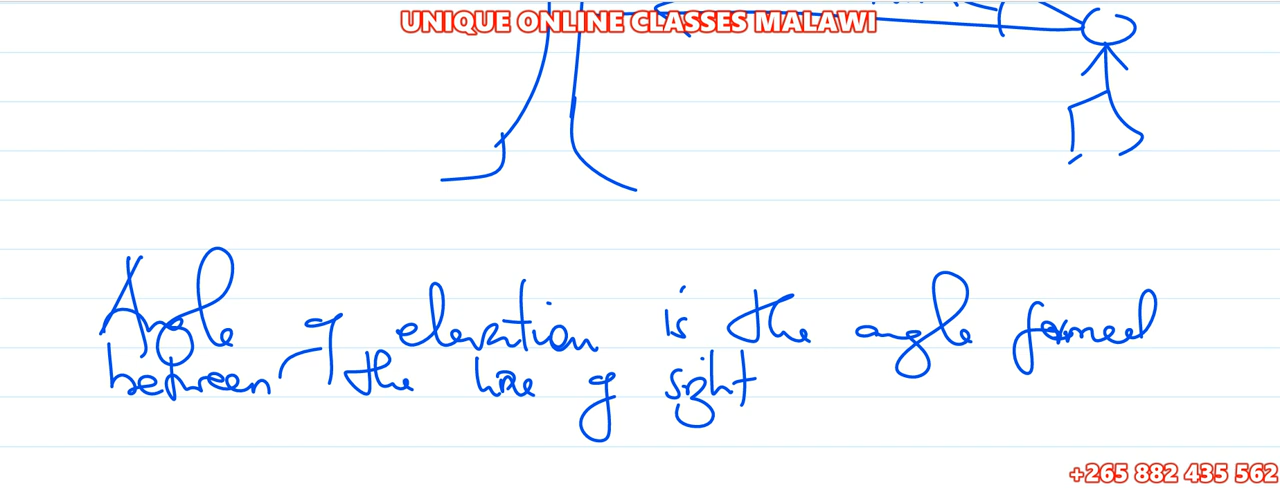 UNIQUE ONLINE CLASSES MALAWI
Angle of elevation is the angle formed
between the line of sight
+265 882 435 562